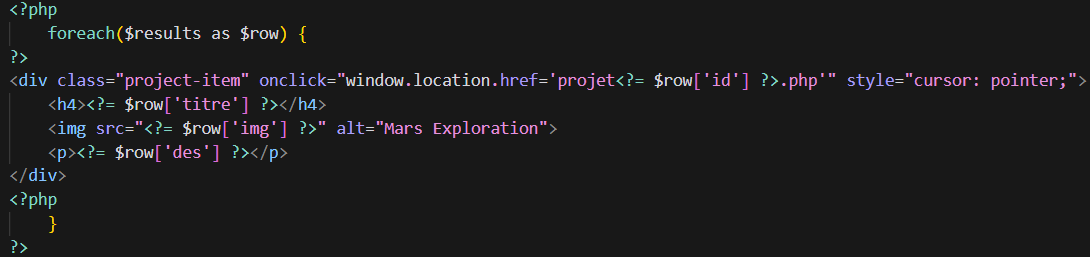 <?php
    foreach($results as $row) {
?>
<div class="project-item" onclick="window.location.href='projet<?= $row['id'] ?>.php'" style="cursor: pointer;">
    <h4><?= $row['titre'] ?></h4>
    <img src="<?= $row['img'] ?>" alt="Mars Exploration">
    <p><?= $row['des'] ?></p>
</div>
<?php
    }
?>